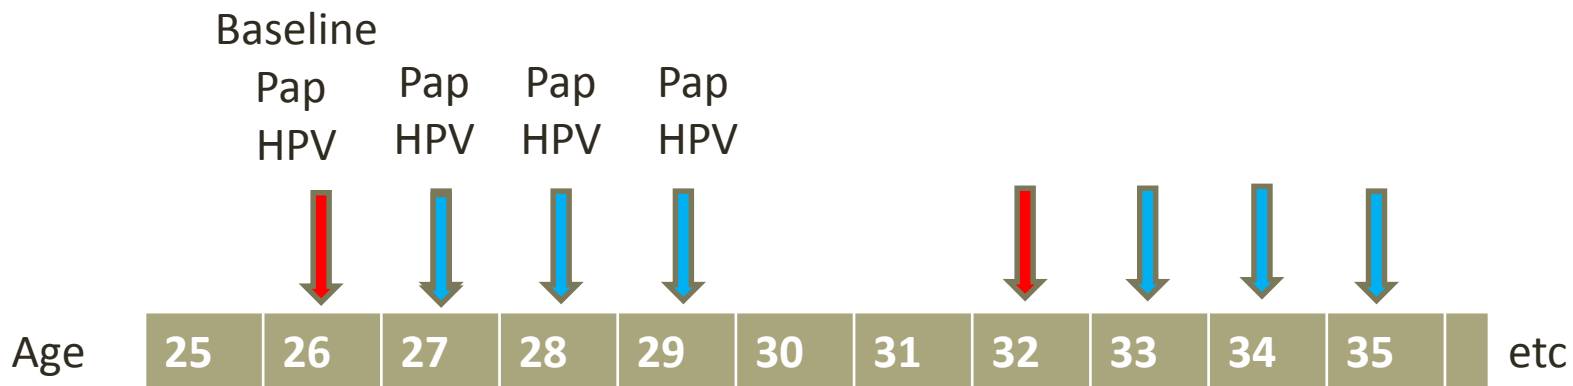 Baseline
Pap Pap Pap Pap
HPV HPV HPV HPV
Age 25 26 27 28 29 30 31 32 33 34 35 etc